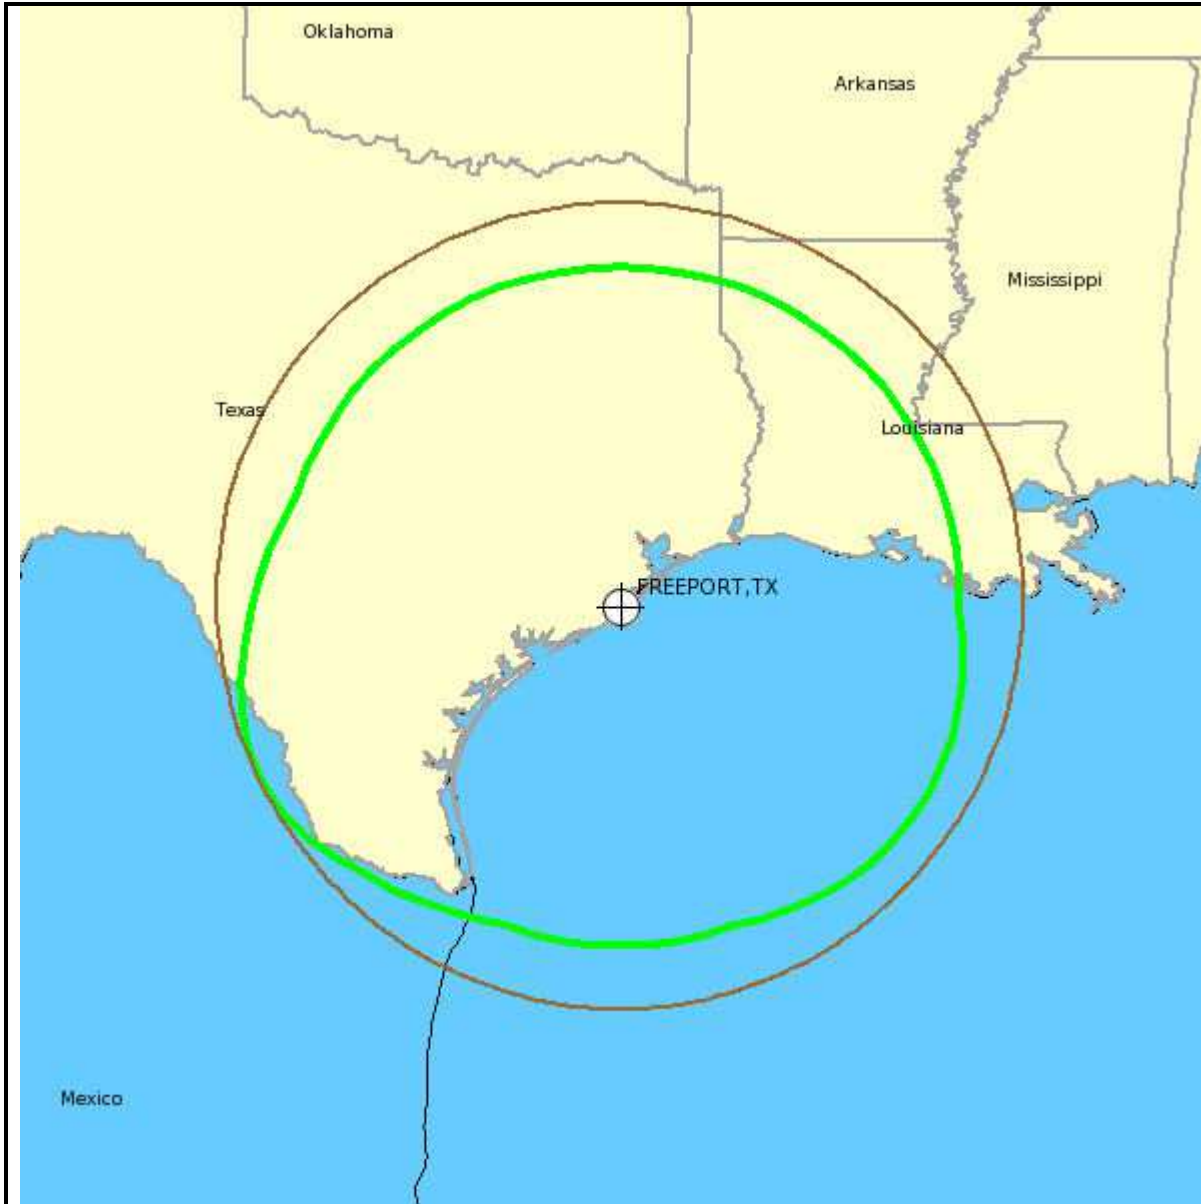 Oklahoma
Arkansas
Mississippi
Texas
Louisiana
FREEPORT,TX
Mexico